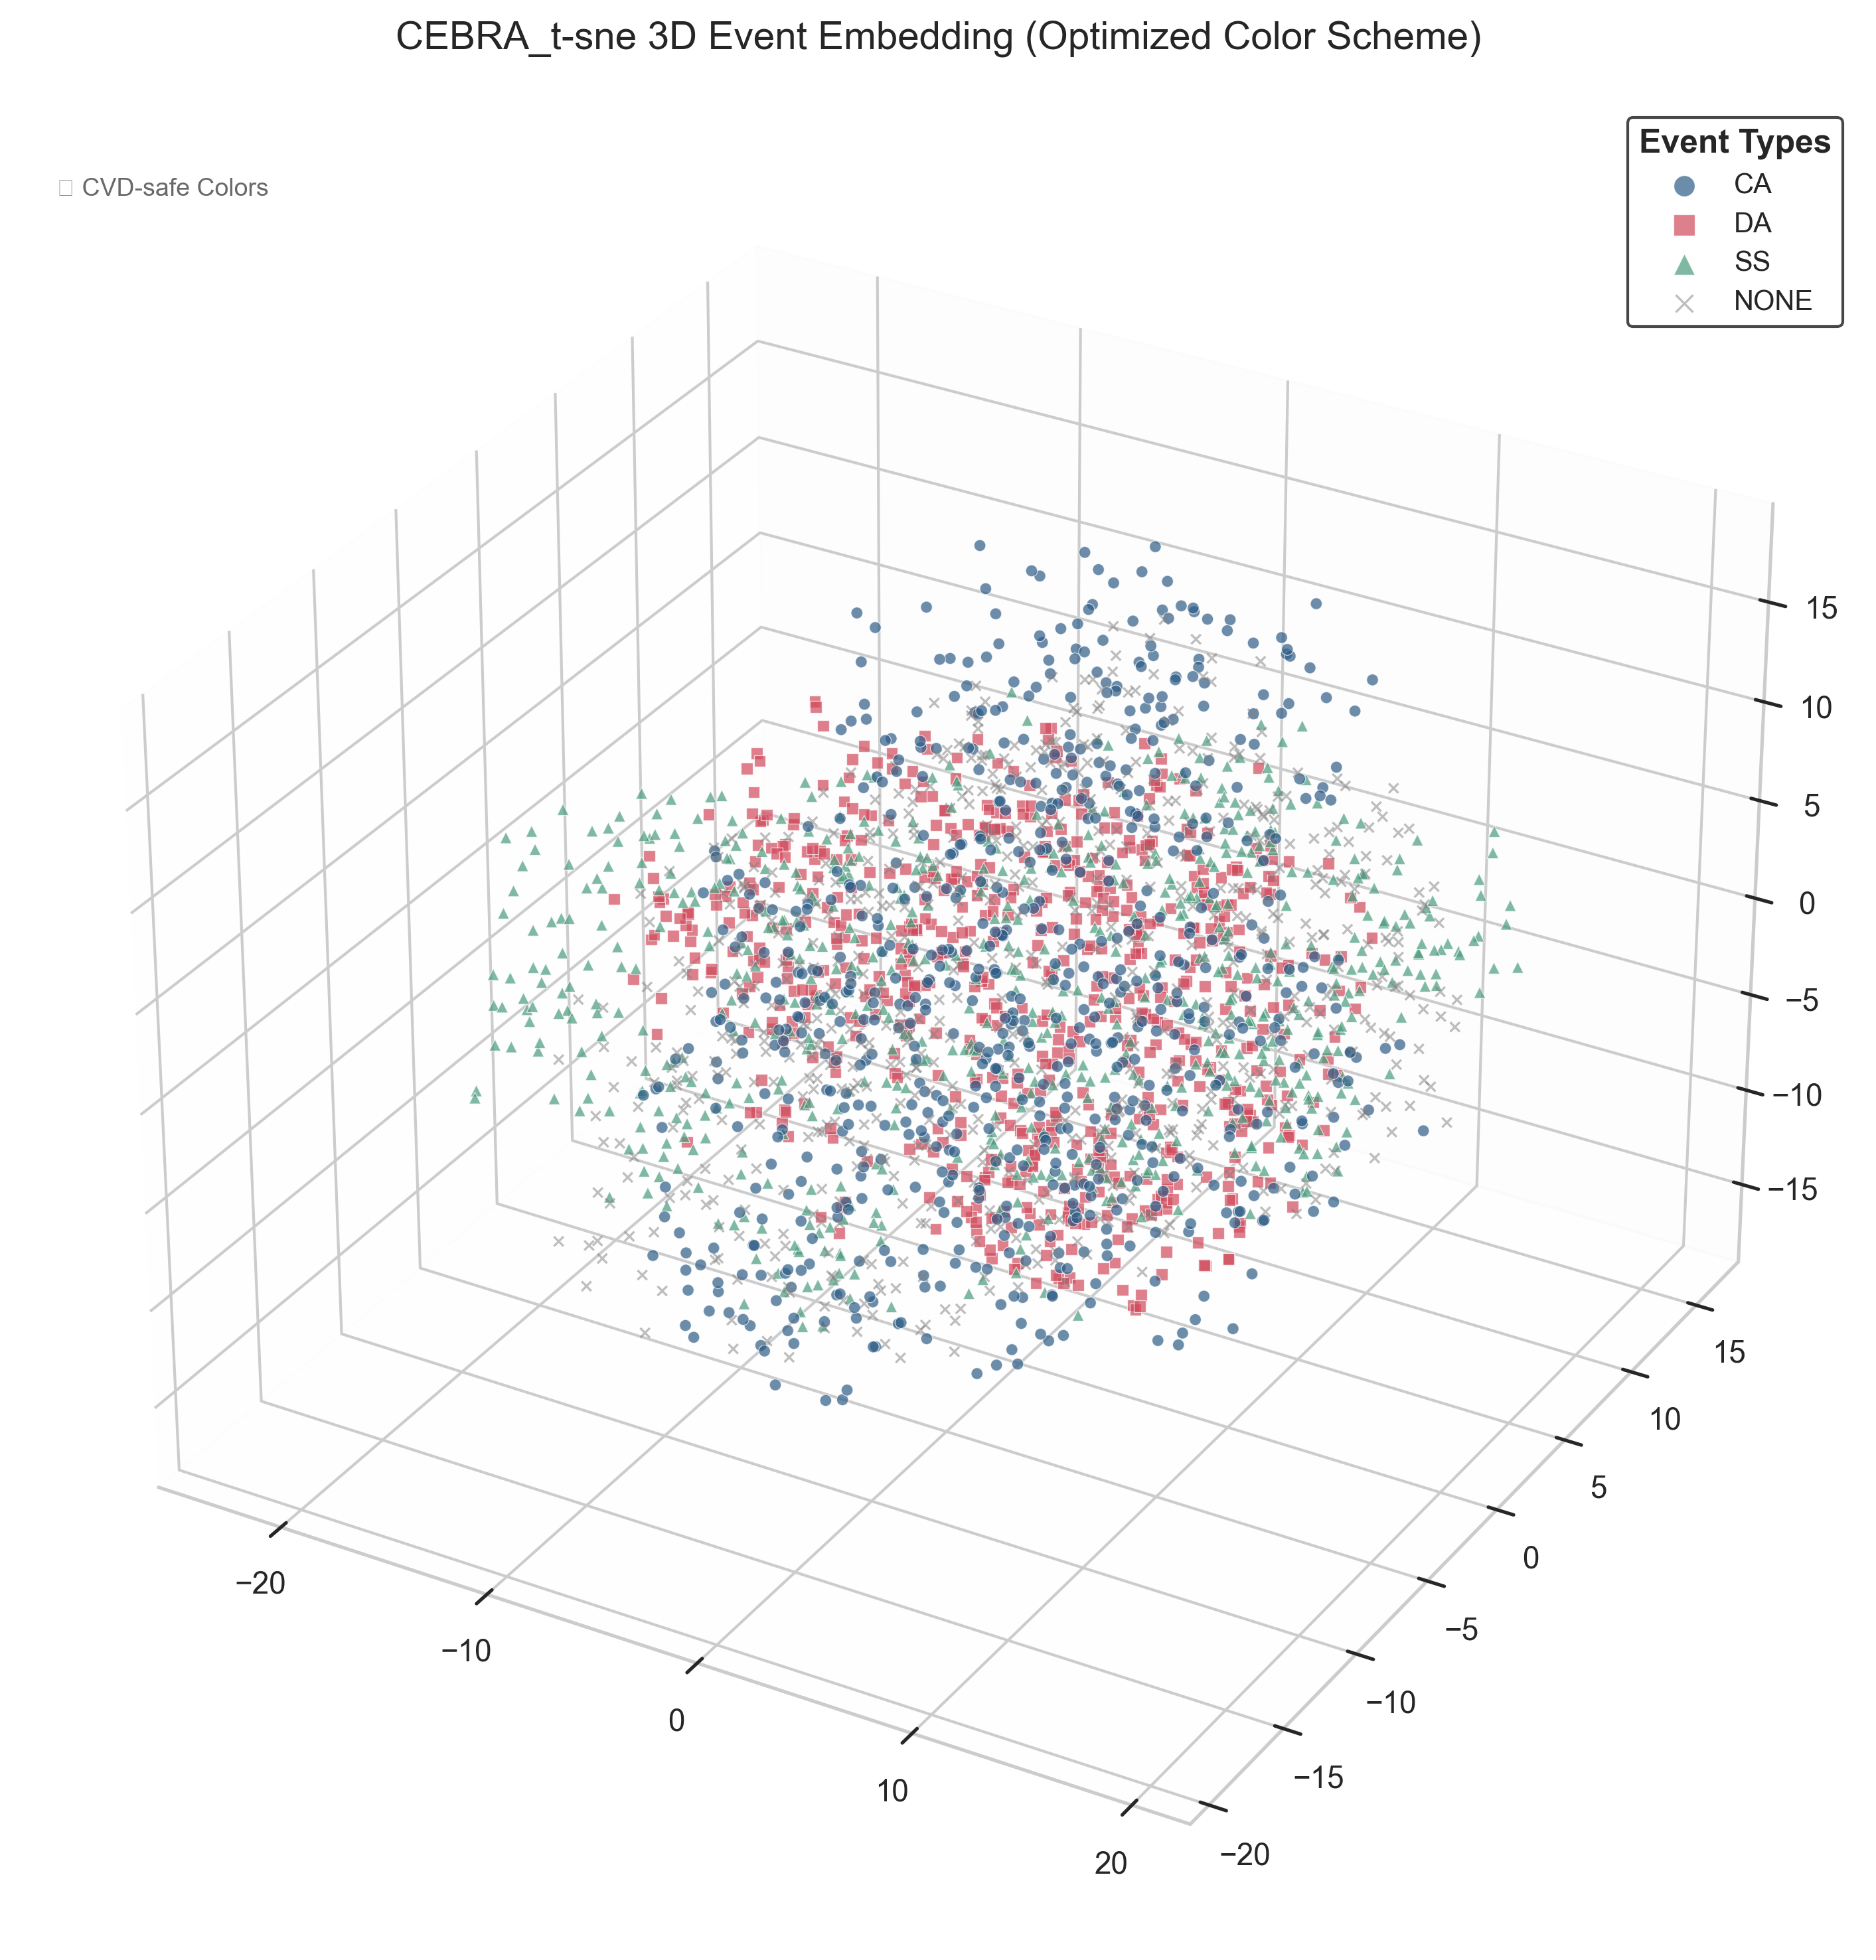 CEBRA_t-sne 3D Event Embedding (Optimized Color Scheme)
Event Types
CA
DA
SS
NONE
□ CVD-safe Colors
15
10
5
0
−5
−10
−15
15
10
5
0
−5
−10
−15
−20
−20
−10
0
10
20